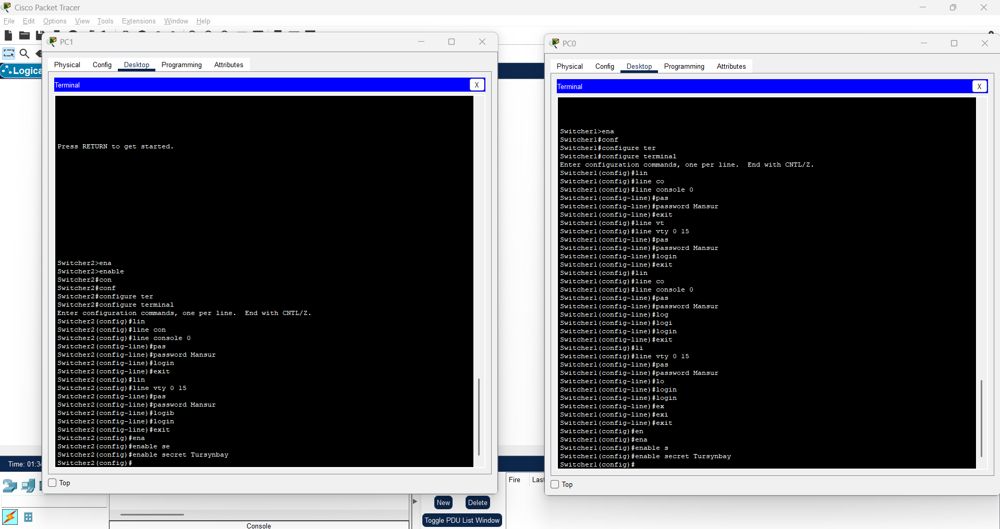 Cisco Packet Tracer
File Edit Options View Tools Extensions Window Help
Logica
PC1
Physical Config Desktop Programming Attributes
Terminal X
Press RETURN to get started.
Switcher2>ena
Switcher2>enable
Switcher2#con
Switcher2#conf
Switcher2#configure ter
Switcher2#configure terminal
Enter configuration commands, one per line.  End with CNTL/Z.
Switcher2(config)#lin
Switcher2(config)#line con
Switcher2(config)#line console 0
Switcher2(config-line)#pas
Switcher2(config-line)#password Mansur
Switcher2(config-line)#login
Switcher2(config-line)#exit
Switcher2(config)#lin
Switcher2(config)#line vty 0 15
Switcher2(config-line)#pas
Switcher2(config-line)#password Mansur
Switcher2(config-line)#logib
Switcher2(config-line)#login
Switcher2(config-line)#exit
Switcher2(config)#ena
Switcher2(config)#enable se
Switcher2(config)#enable secret Tursynbay
Switcher2(config)#
Top
PC0
Physical Config Desktop Programming Attributes
Terminal X
Switcher1>ena
Switcher1#conf
Switcher1#configure ter
Switcher1#configure terminal
Enter configuration commands, one per line.  End with CNTL/Z.
Switcher1(config)#lin
Switcher1(config)#line co
Switcher1(config)#line console 0
Switcher1(config-line)#pas
Switcher1(config-line)#password Mansur
Switcher1(config-line)#exit
Switcher1(config)#line vt
Switcher1(config)#line vty 0 15
Switcher1(config-line)#pas
Switcher1(config-line)#password Mansur
Switcher1(config-line)#login
Switcher1(config-line)#exit
Switcher1(config)#lin
Switcher1(config)#line co
Switcher1(config)#line console 0
Switcher1(config-line)#pas
Switcher1(config-line)#password Mansur
Switcher1(config-line)#log
Switcher1(config-line)#logi
Switcher1(config-line)#login
Switcher1(config-line)#exit
Switcher1(config)#li
Switcher1(config)#line vty 0 15
Switcher1(config-line)#pas
Switcher1(config-line)#password Mansur
Switcher1(config-line)#lo
Switcher1(config-line)#login
Switcher1(config-line)#login
Switcher1(config-line)#ex
Switcher1(config-line)#exi
Switcher1(config-line)#exit
Switcher1(config)#en
Switcher1(config)#ena
Switcher1(config)#enable s
Switcher1(config)#enable secret Tursynbay
Switcher1(config)#
Top
Time: 01:34
Fire Last
New Delete
Toggle PDU List Window
Console